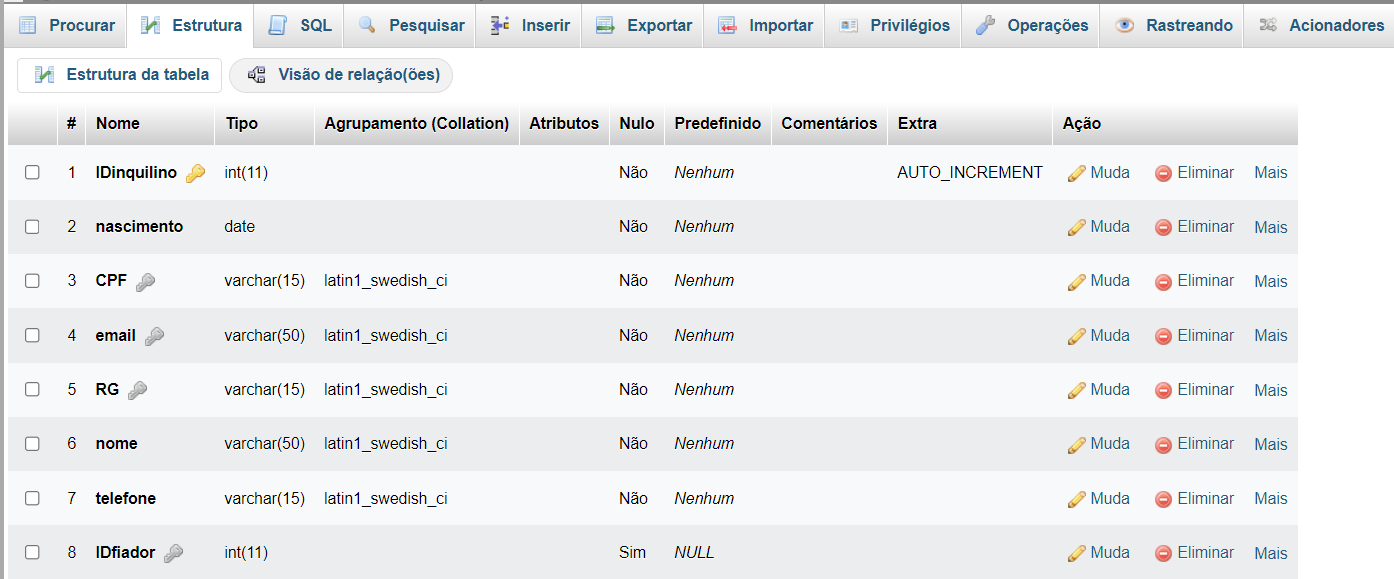 Procurar Estrutura SQL Pesquisar Inserir Exportar Importar Privilégios Operações Rastreando Acionadores
Estrutura da tabela Visão de relação(ões)
# Nome Tipo Agrupamento (Collation) Atributos Nulo Predefinido Comentários Extra Ação
1 IDinquilino int(11) Não Nenhum AUTO_INCREMENT Muda Eliminar Mais
2 nascimento date Não Nenhum Muda Eliminar Mais
3 CPF varchar(15) latin1_swedish_ci Não Nenhum Muda Eliminar Mais
4 email varchar(50) latin1_swedish_ci Não Nenhum Muda Eliminar Mais
5 RG varchar(15) latin1_swedish_ci Não Nenhum Muda Eliminar Mais
6 nome varchar(50) latin1_swedish_ci Não Nenhum Muda Eliminar Mais
7 telefone varchar(15) latin1_swedish_ci Não Nenhum Muda Eliminar Mais
8 IDfiador int(11) Sim NULL Muda Eliminar Mais